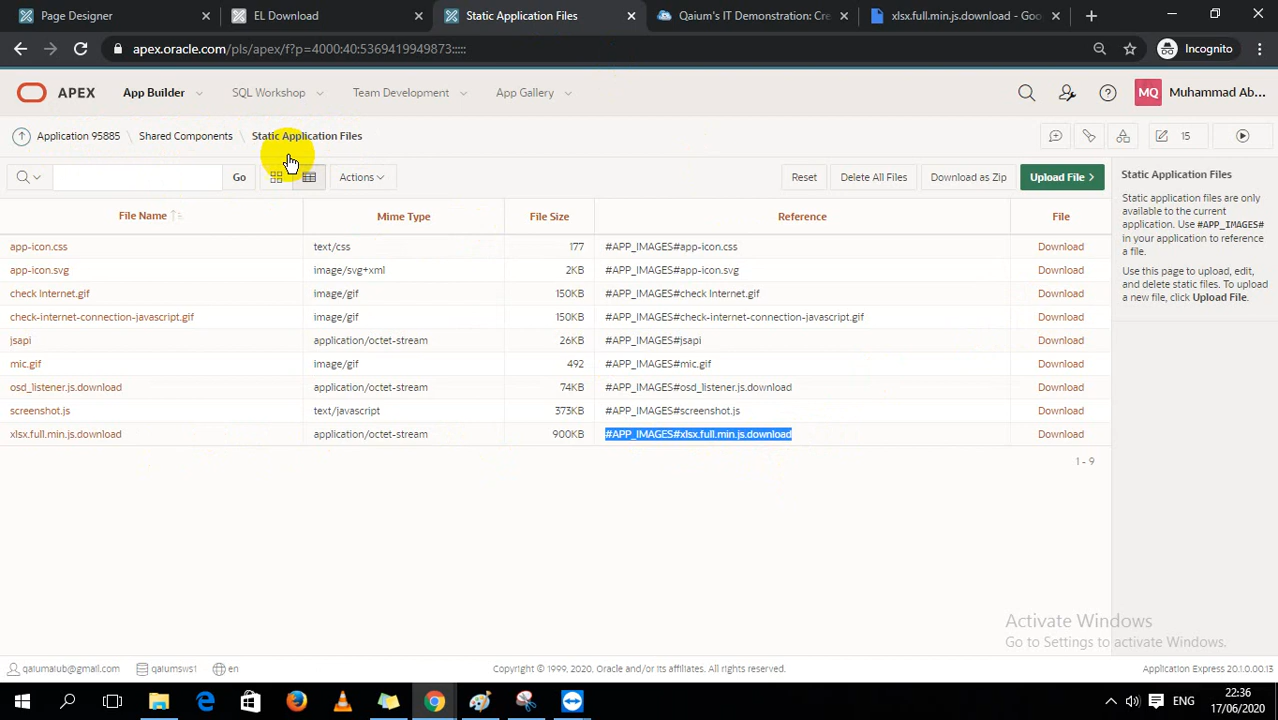 Page Designer
EL Download
Static Application Files
Qaium's IT Demonstration: Cre
xlsx.full.min.js.download - Goo
apex.oracle.com/pls/apex/f?p=4000:40:5369419949873:::::
Incognito
APEX
App Builder
SQL Workshop
Team Development
App Gallery
MQ
Muhammad Ab...
Application 95885
Shared Components
Static Application Files
15
Go
Actions
Reset
Delete All Files
Download as Zip
Upload File
File Name
Mime Type
File Size
Reference
File
app-icon.css text/css 177 #APP_IMAGES#app-icon.css Download
app-icon.svg image/svg+xml 2KB #APP_IMAGES#app-icon.svg Download
check Internet.gif image/gif 150KB #APP_IMAGES#check Internet.gif Download
check-internet-connection-javascript.gif image/gif 150KB #APP_IMAGES#check-internet-connection-javascript.gif Download
jsapi application/octet-stream 26KB #APP_IMAGES#jsapi Download
mic.gif image/gif 492 #APP_IMAGES#mic.gif Download
osd_listener.js.download application/octet-stream 74KB #APP_IMAGES#osd_listener.js.download Download
screenshot.js text/javascript 373KB #APP_IMAGES#screenshot.js Download
xlsx.full.min.js.download application/octet-stream 900KB #APP_IMAGES#xlsx.full.min.js.download Download
1 - 9
Static Application Files
Static application files are only
available to the current
application. Use #APP_IMAGES#
in your application to reference
a file.
Use this page to upload, edit,
and delete static files. To upload
a new file, click Upload File.
Activate Windows
Go to Settings to activate Windows.
qaiumaiub@gmail.com
qaiumsws1
en
Copyright © 1999, 2020, Oracle and/or its affiliates. All rights reserved.
Application Express 20.1.0.00.13
ENG
22:36
17/06/2020